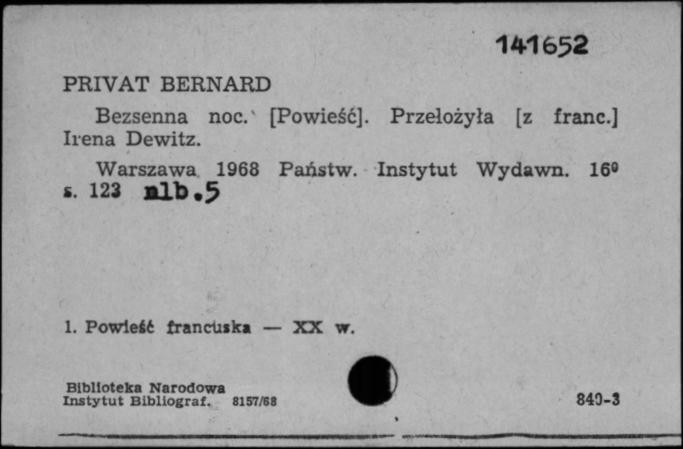 141652
PRIVAT BERNARD
Bezsenna noc. [Powieść]. Przełożyła [z franc.]
Irena Dewitz.
Warszawa 1968 Państw. Instytut Wydawn. 16⁰
s. 123 nlb.5
1. Powieść francuska — XX w.
Biblioteka Narodowa
Instytut Bibliograf. 8157/68
840-3